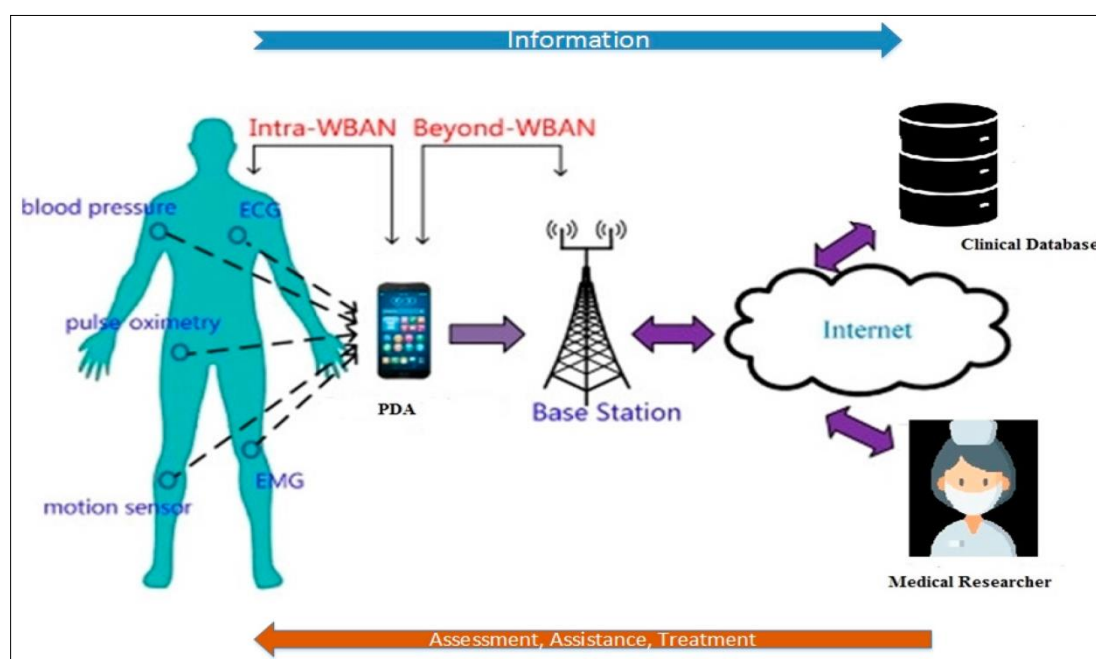 Information
Intra-WBAN Beyond-WBAN
blood pressure
ECG
Clinical Database
pulse oximetry
Internet
PDA
Base Station
EMG
motion sensor
Medical Researcher
Assessment, Assistance, Treatment